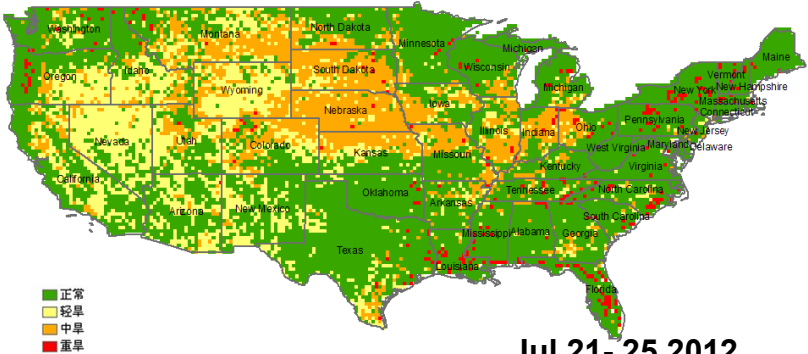 Washington
Montana
North Dakota
Minnesota
Michigan
Maine
Oregon
Idaho
South Dakota
Wisconsin
Vermont
Wyoming
Michigan
New York
New Hampshire
Massachusetts
Nebraska
Iowa
Connecticut
Illinois
Indiana
Ohio
Pennsylvania
New Jersey
Nevada
Utah
Colorado
Kansas
Missouri
West Virginia
Maryland
Delaware
Kentucky
Virginia
California
Oklahoma
Tennessee
North Carolina
Arizona
New Mexico
Arkansas
South Carolina
Mississippi
Alabama
Georgia
Texas
Louisiana
Florida
正常
轻旱
中旱
重旱
Jul 21- 25 2012